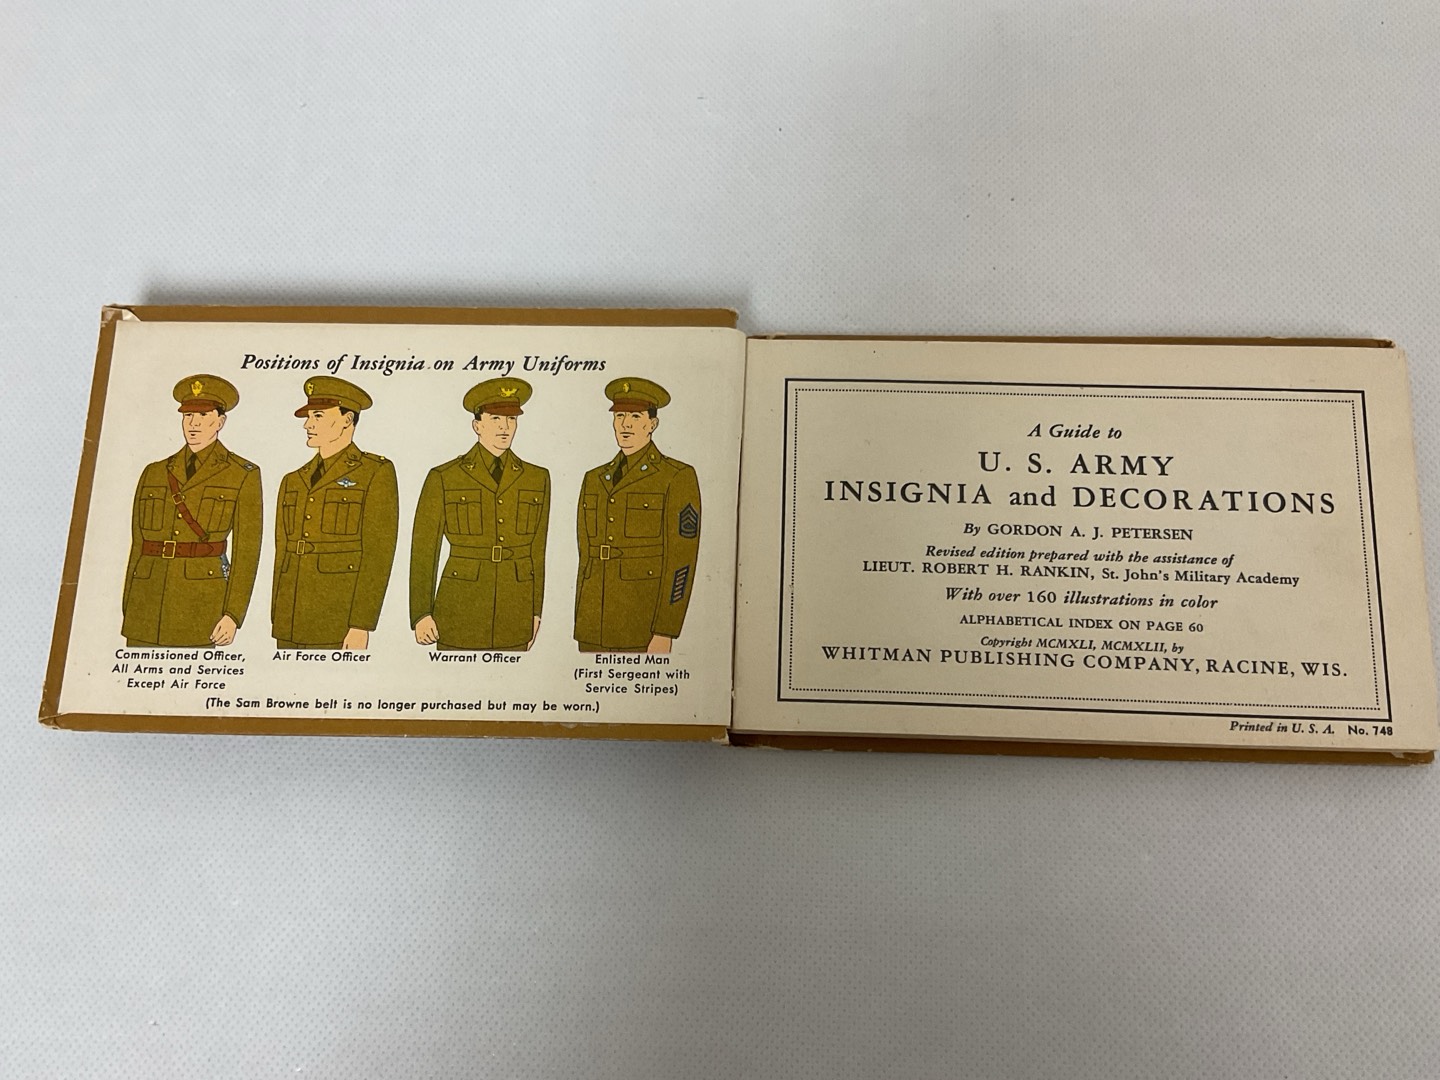 Positions of Insignia on Army Uniforms
Commissioned Officer,
All Arms and Services
Except Air Force
Air Force Officer
Warrant Officer
Enlisted Man
(First Sergeant with
Service Stripes)
(The Sam Browne belt is no longer purchased but may be worn.)
A Guide to
U. S. ARMY
INSIGNIA and DECORATIONS
By GORDON A. J. PETERSEN
Revised edition prepared with the assistance of
LIEUT. ROBERT H. RANKIN, St. John's Military Academy
With over 160 illustrations in color
ALPHABETICAL INDEX ON PAGE 60
Copyright MCMXLI, MCMXLII, by
WHITMAN PUBLISHING COMPANY, RACINE, WIS.
Printed in U. S. A. No. 748